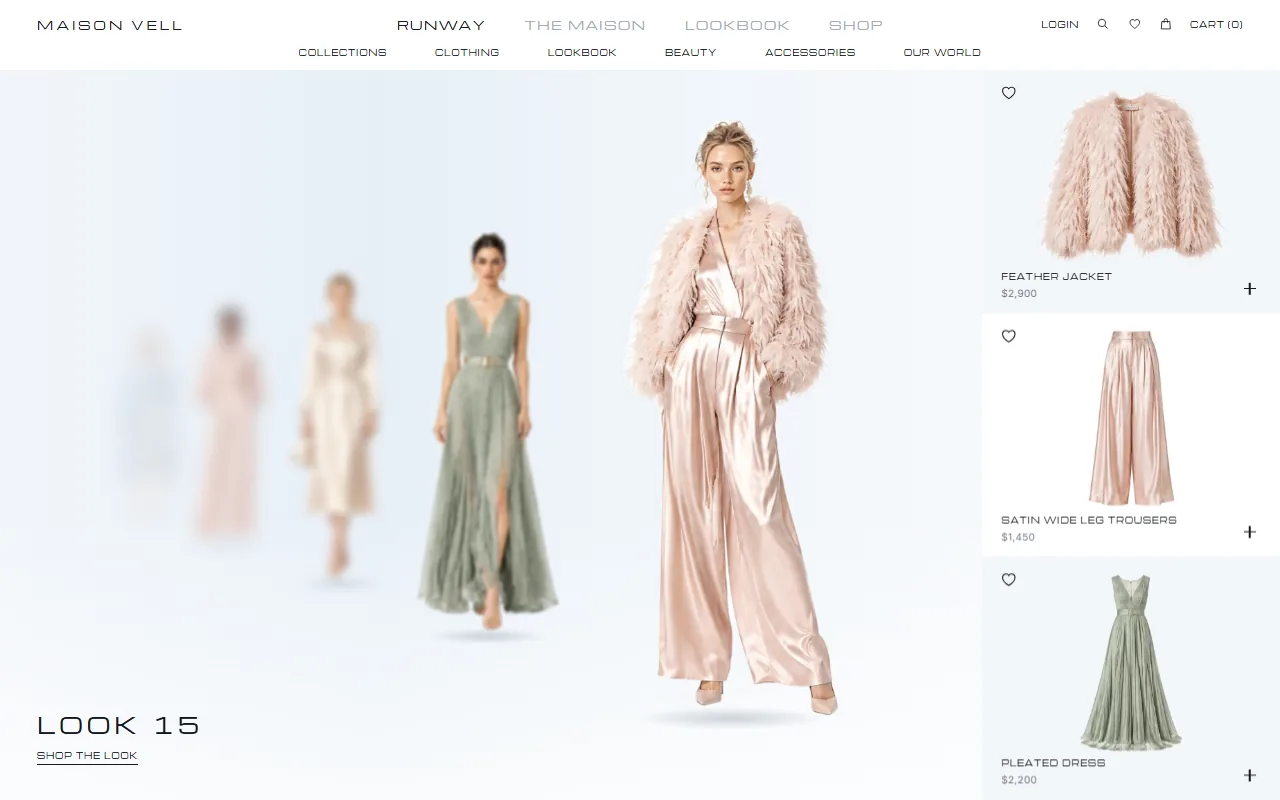 MAISON VELL
RUNWAY THE MAISON LOOKBOOK SHOP
LOGIN CART (0)
COLLECTIONS CLOTHING LOOKBOOK BEAUTY ACCESSORIES OUR WORLD
FEATHER JACKET
$2,900
SATIN WIDE LEG TROUSERS
$1,450
PLEATED DRESS
$2,200
LOOK 15
SHOP THE LOOK